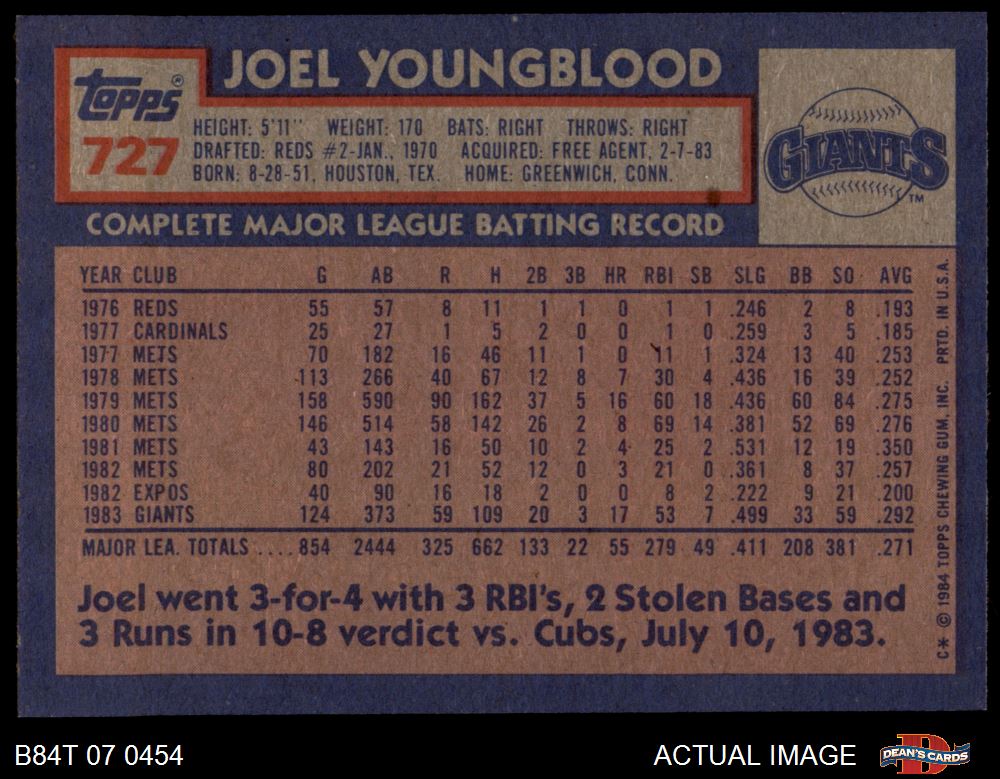 JOEL YOUNGBLOOD
Topps®
727
HEIGHT: 5'11" WEIGHT: 170 BATS: RIGHT THROWS: RIGHT
DRAFTED: REDS #2-JAN., 1970 ACQUIRED: FREE AGENT, 2-7-83
BORN: 8-28-51, HOUSTON, TEX. HOME: GREENWICH, CONN.
GIANTS
TM
COMPLETE MAJOR LEAGUE BATTING RECORD
YEAR CLUB G AB R H 2B 3B HR RBI SB SLG BB SO AVG
1976 REDS 55 57 8 11 1 1 0 1 1 .246 2 8 .193
1977 CARDINALS 25 27 1 5 2 0 0 1 0 .259 3 5 .185
1977 METS 70 182 16 46 11 1 0 11 1 .324 13 40 .253
1978 METS 113 266 40 67 12 8 7 30 4 .436 16 39 .252
1979 METS 158 590 90 162 37 5 16 60 18 .436 60 84 .275
1980 METS 146 514 58 142 26 2 8 69 14 .381 52 69 .276
1981 METS 43 143 16 50 10 2 4 25 2 .531 12 19 .350
1982 METS 80 202 21 52 12 0 3 21 0 .361 8 37 .257
1982 EXPOS 40 90 16 18 2 0 0 8 2 .222 9 21 .200
1983 GIANTS 124 373 59 109 20 3 17 53 7 .499 33 59 .292
MAJOR LEA. TOTALS .... 854 2444 325 662 133 22 55 279 49 .411 208 381 .271
Joel went 3-for-4 with 3 RBI's, 2 Stolen Bases and
3 Runs in 10-8 verdict vs. Cubs, July 10, 1983.
C* © 1984 TOPPS CHEWING GUM, INC. PRTD. IN U.S.A.
B84T 07 0454
ACTUAL IMAGE
DEAN'S CARDS